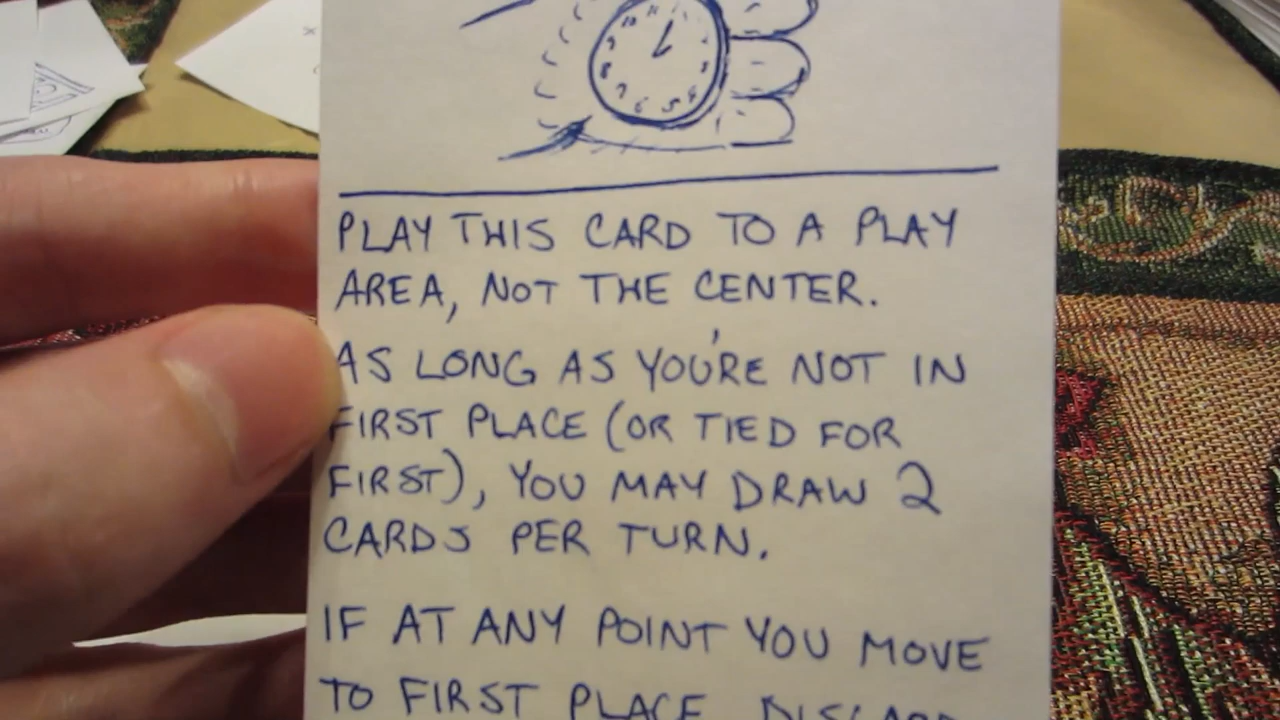 PLAY THIS CARD TO A PLAY
AREA, NOT THE CENTER.
AS LONG AS YOU'RE NOT IN
FIRST PLACE (OR TIED FOR
FIRST), YOU MAY DRAW 2
CARDS PER TURN.
IF AT ANY POINT YOU MOVE
TO FIRST PLACE, DISCARD